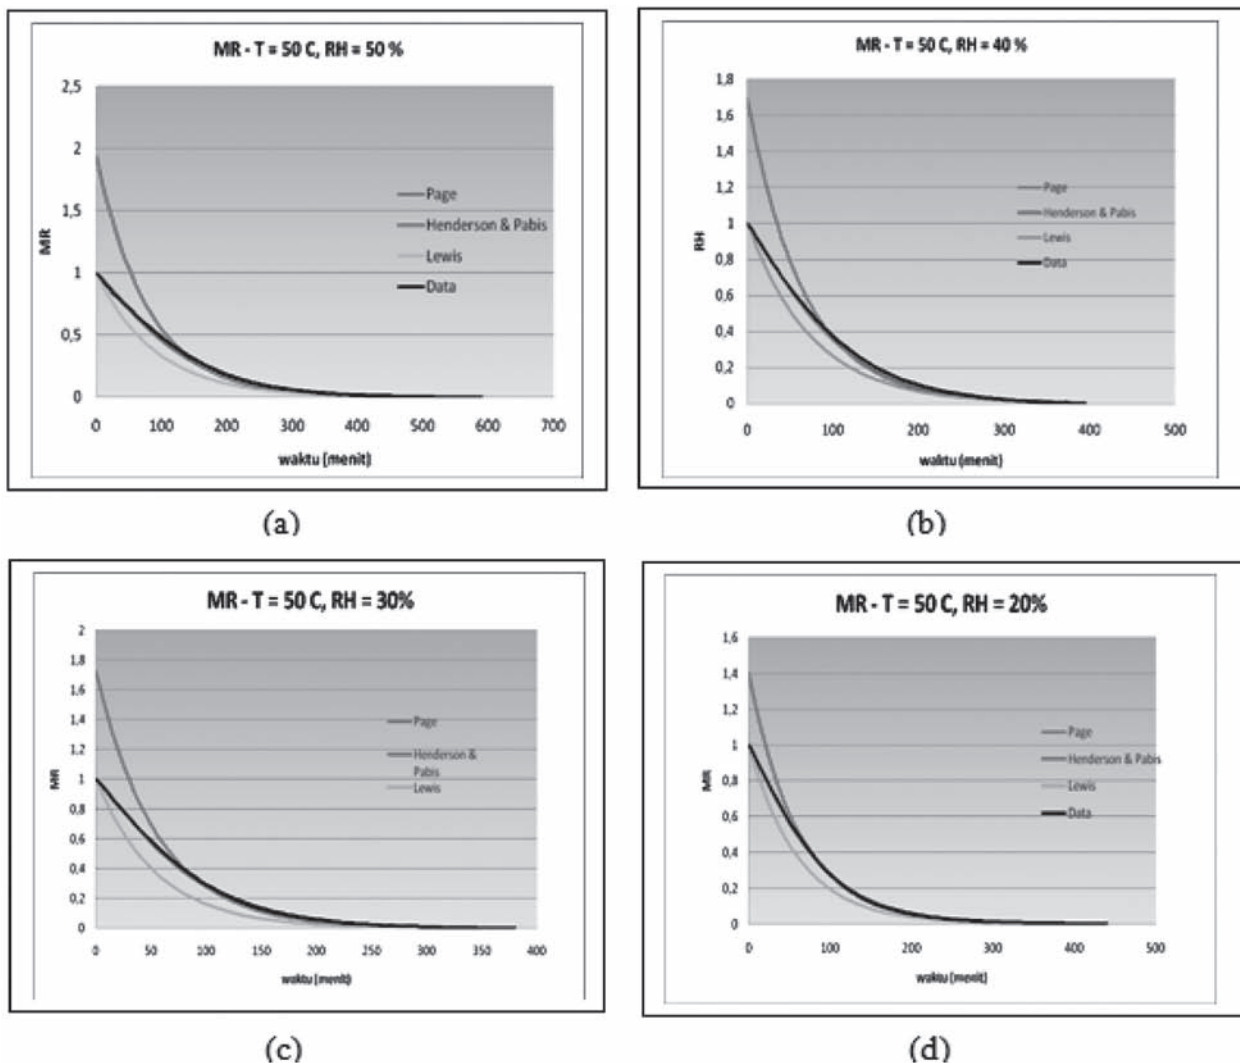 MR - T = 50 C, RH = 50 %
2,5
2
1,5
1
0,5
0
MR
Page
Henderson & Pabis
Lewis
Data
0 100 200 300 400 500 600 700
waktu (menit)
(a)
MR - T = 50 C, RH = 40 %
1,8
1,6
1,4
1,2
1
0,8
0,6
0,4
0,2
0
RH
Page
Henderson & Pabis
Lewis
Data
0 100 200 300 400 500
waktu (menit)
(b)
MR - T = 50 C, RH = 30%
2
1,8
1,6
1,4
1,2
1
0,8
0,6
0,4
0,2
0
MR
Page
Henderson &
Pabis
Lewis
0 50 100 150 200 250 300 350 400
waktu (menit)
(c)
MR - T = 50 C, RH = 20%
1,6
1,4
1,2
1
0,8
0,6
0,4
0,2
0
MR
Page
Henderson & Pabis
Lewis
Data
0 100 200 300 400 500
waktu (menit)
(d)